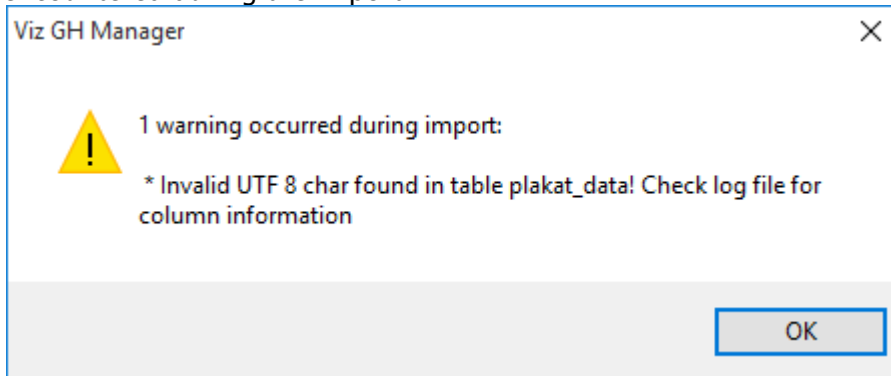 Viz GH Manager
1 warning occurred during import:
* Invalid UTF 8 char found in table plakat_data! Check log file for
column information
OK